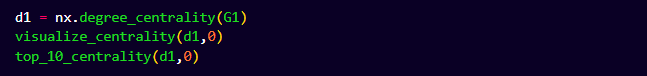 d1 = nx.degree_centrality(G1)
visualize_centrality(d1,0)
top_10_centrality(d1,0)